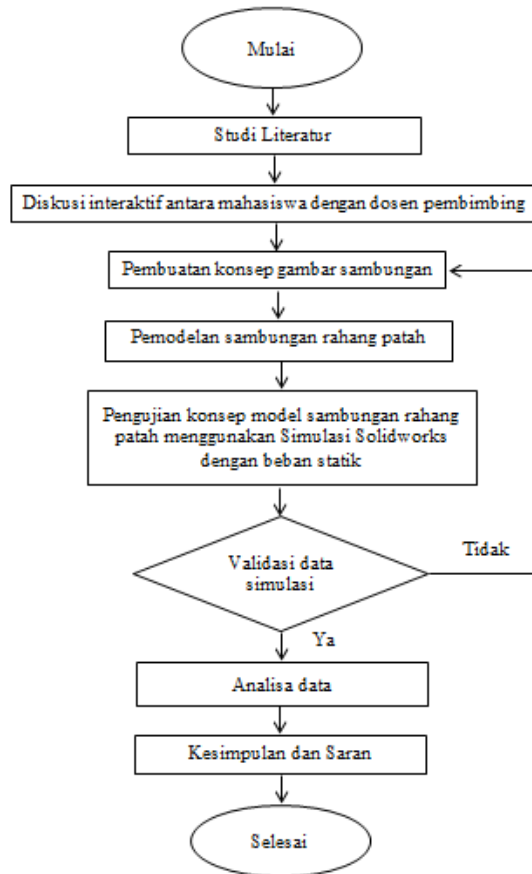 Mulai
Studi Literatur
Diskusi interaktif antara mahasiswa dengan dosen pembimbing
Pembuatan konsep gambar sambungan
Pemodelan sambungan rahang patah
Pengujian konsep model sambungan rahang
patah menggunakan Simulasi Solidworks
dengan beban statik
Validasi data
simulasi
Tidak
Ya
Analisa data
Kesimpulan dan Saran
Selesai